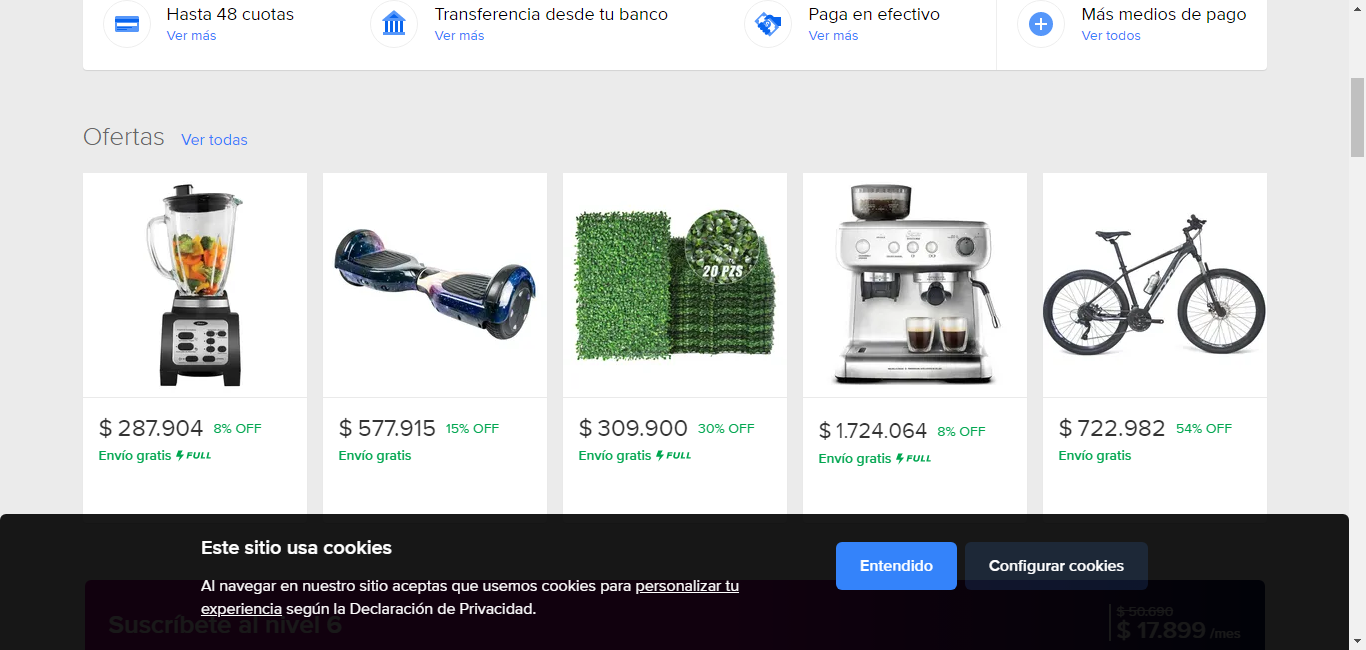 Hasta 48 cuotas
Ver más
Transferencia desde tu banco
Ver más
Paga en efectivo
Ver más
Más medios de pago
Ver todos
Ofertas Ver todas
20 PZS
$ 287.904 8% OFF
Envío gratis FULL
$ 577.915 15% OFF
Envío gratis
$ 309.900 30% OFF
Envío gratis FULL
$ 1.724.064 8% OFF
Envío gratis FULL
$ 722.982 54% OFF
Envío gratis
Este sitio usa cookies
Al navegar en nuestro sitio aceptas que usemos cookies para personalizar tu
experiencia según la Declaración de Privacidad.
Entendido
Configurar cookies
Suscríbete al nivel 6
$ 50.690
$ 17.899 /mes